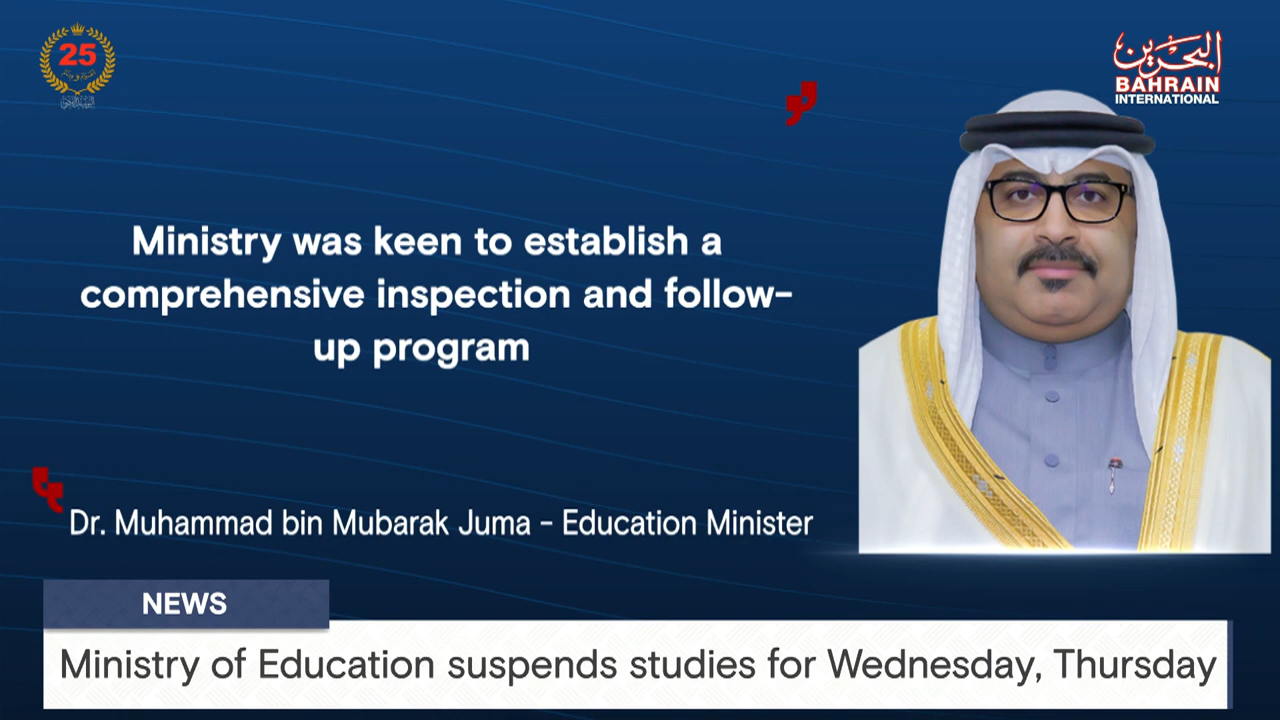 25
البحرين
BAHRAIN
INTERNATIONAL
Ministry was keen to establish a
comprehensive inspection and follow-
up program
Dr. Muhammad bin Mubarak Juma - Education Minister
NEWS
Ministry of Education suspends studies for Wednesday, Thursday